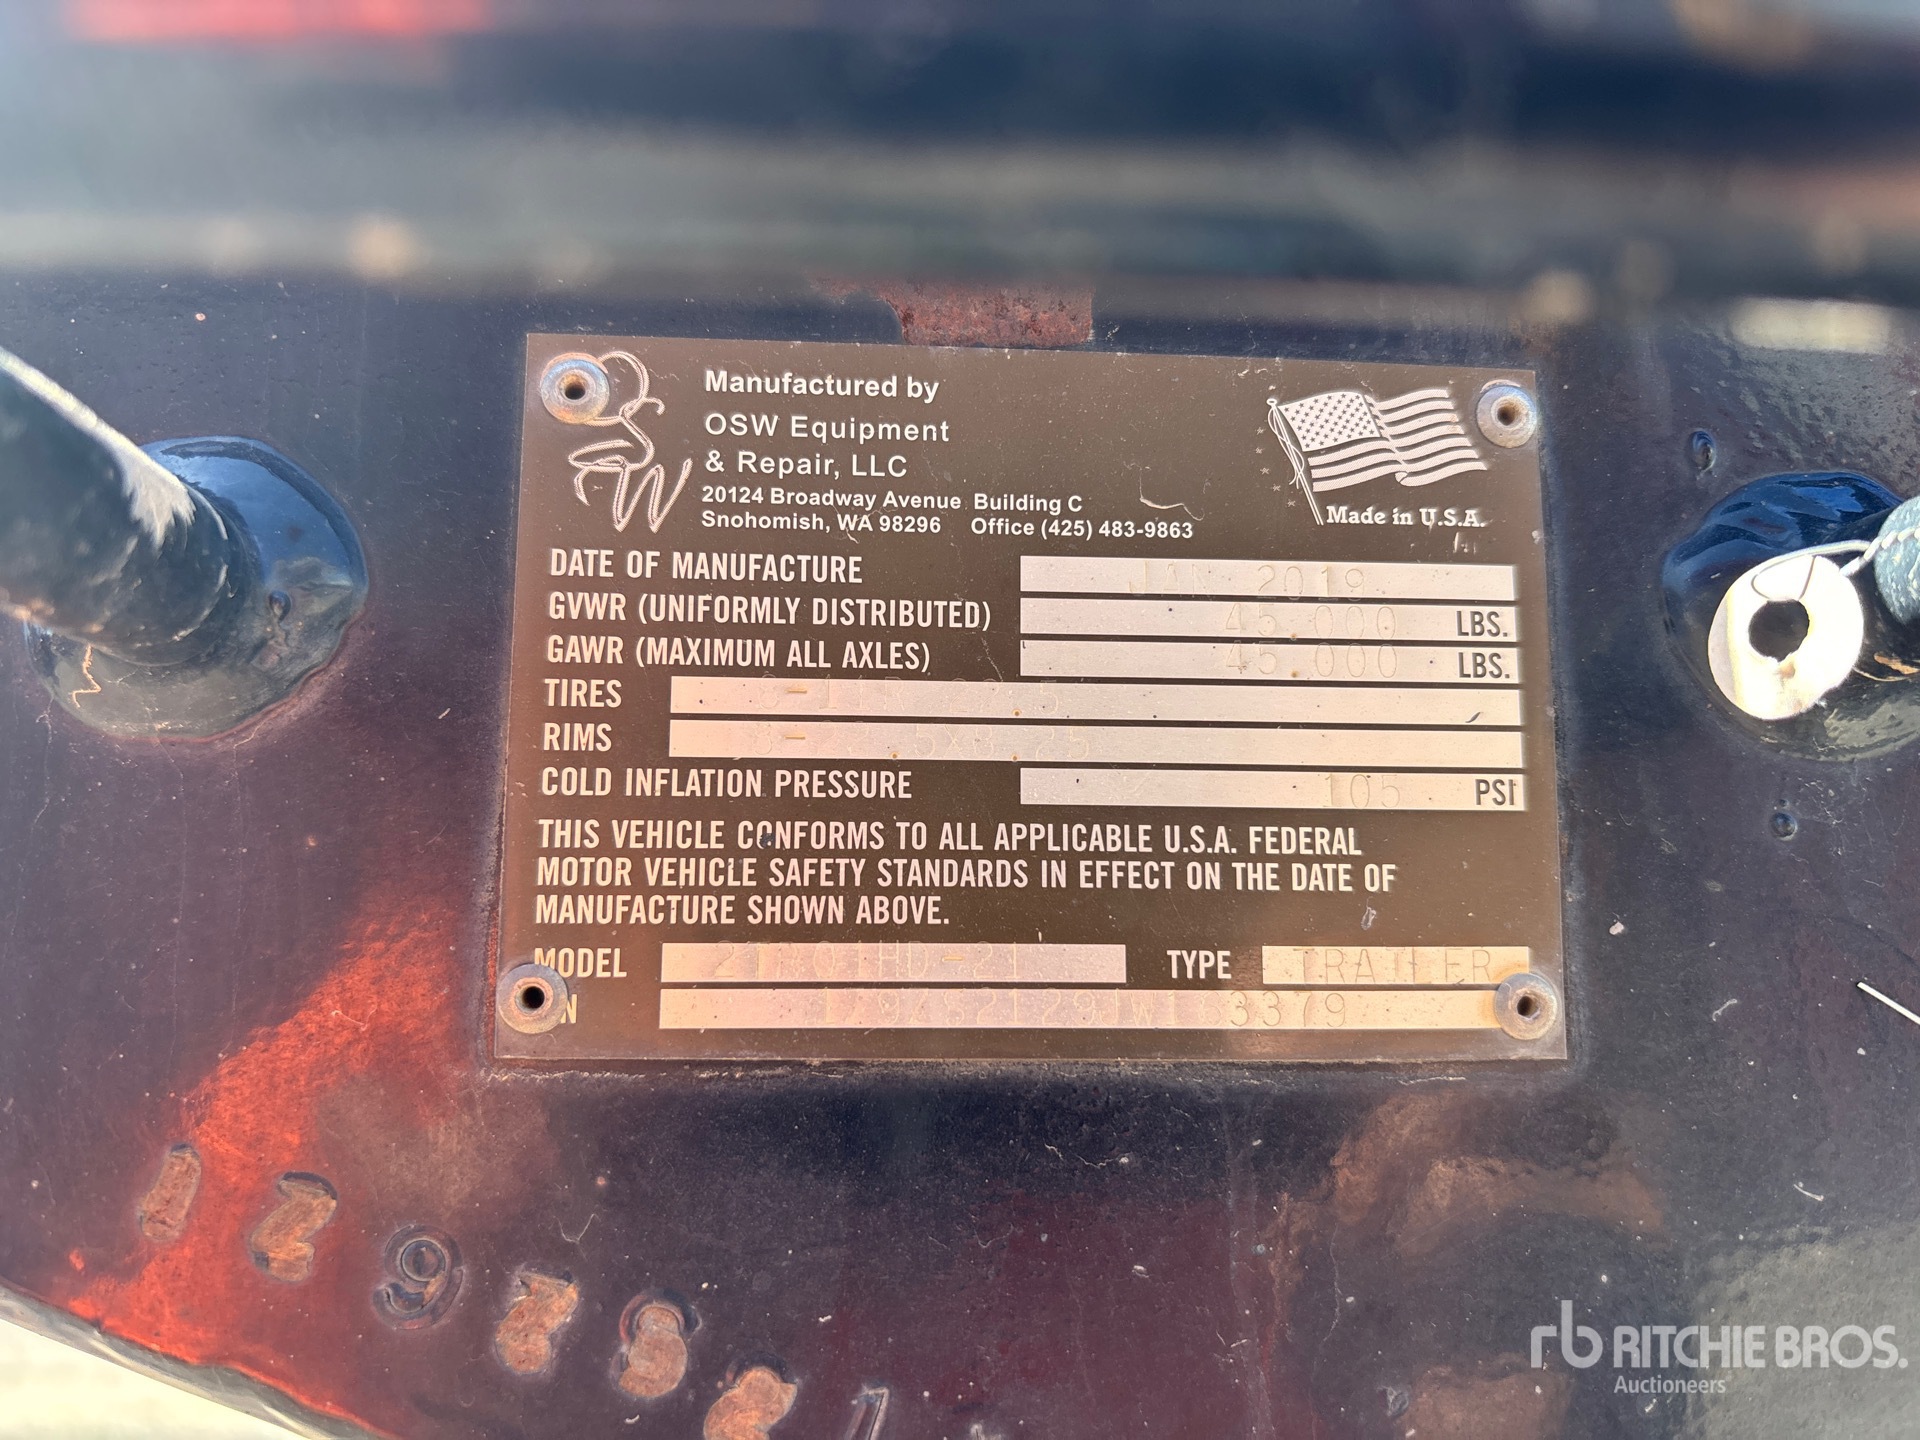 OSW
Manufactured by
OSW Equipment
& Repair, LLC
20124 Broadway Avenue Building C
Snohomish, WA 98296 Office (425) 483-9863
Made in U.S.A.
DATE OF MANUFACTURE JAN 2019
GVWR (UNIFORMLY DISTRIBUTED) 45,000 LBS.
GAWR (MAXIMUM ALL AXLES) 45,000 LBS.
TIRES
RIMS
COLD INFLATION PRESSURE 105 PSI
THIS VEHICLE CONFORMS TO ALL APPLICABLE U.S.A. FEDERAL
MOTOR VEHICLE SAFETY STANDARDS IN EFFECT ON THE DATE OF
MANUFACTURE SHOWN ABOVE.
MODEL TYPE TRAILER
rb RITCHIE BROS.
Auctioneers